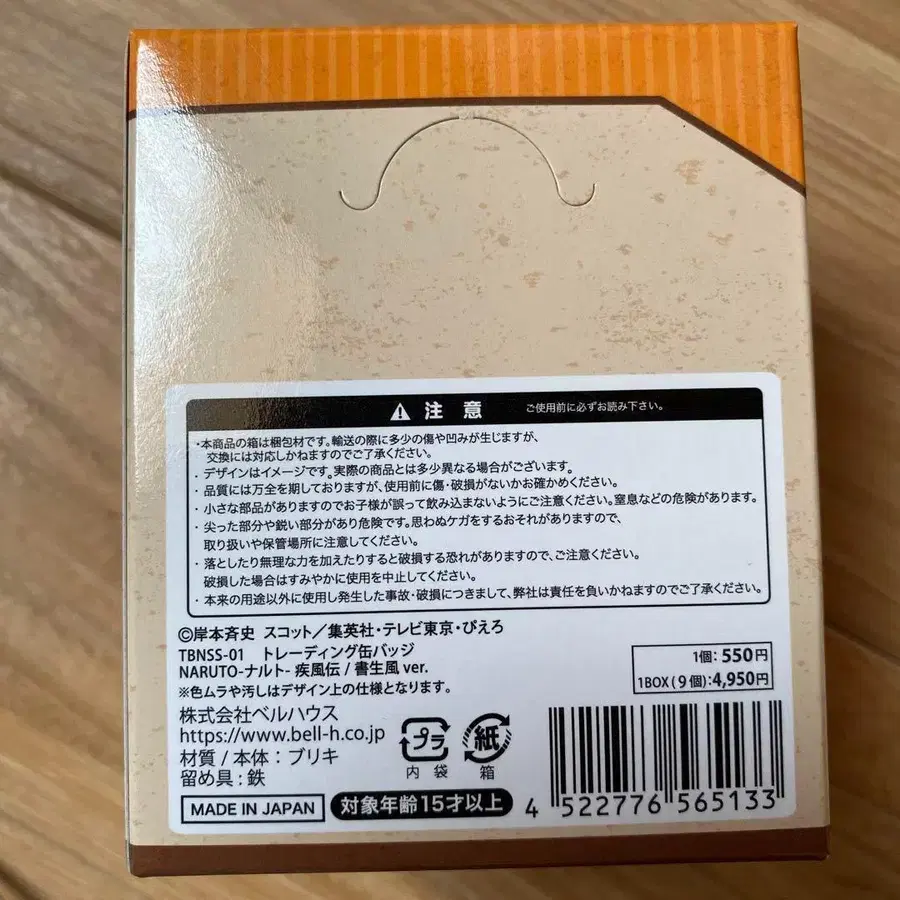 注意 ご使用前に必ずお読み下さい。
・本商品の箱は梱包材です。輸送の際に多少の傷や凹みが生じますが、
交換には対応しかねますのでご了承ください。
・デザインはイメージです。実際の商品とは多少異なる場合がございます。
・品質には万全を期しておりますが、使用前に傷・破損がないかお確かめください。
・小さな部品がありますのでお子様が誤って飲み込まないようにご注意ください。窒息などの危険があります。
・尖った部分や鋭い部分があり危険です。思わぬケガをするおそれがありますので、
取り扱いや保管場所に注意してください。
・落としたり無理な力を加えたりすると破損する恐れがありますので、ご注意ください。
破損した場合はすみやかに使用を中止してください。
・本来の用途以外に使用し発生した事故・破損につきまして、弊社は責任を負いかねますのでご了承ください。
©岸本斉史 スコット/集英社・テレビ東京・ぴえろ
TBNSS-01 トレーディング缶バッジ
NARUTO-ナルト- 疾風伝 / 書生風 ver.
※色ムラや汚しはデザイン上の仕様となります。
1個:550円
1BOX(9個):4,950円
株式会社ベルハウス
https://www.bell-h.co.jp
材質 / 本体:ブリキ
留め具:鉄
プラ 紙
内袋 箱
MADE IN JAPAN
対象年齢15才以上
4 522776 565133